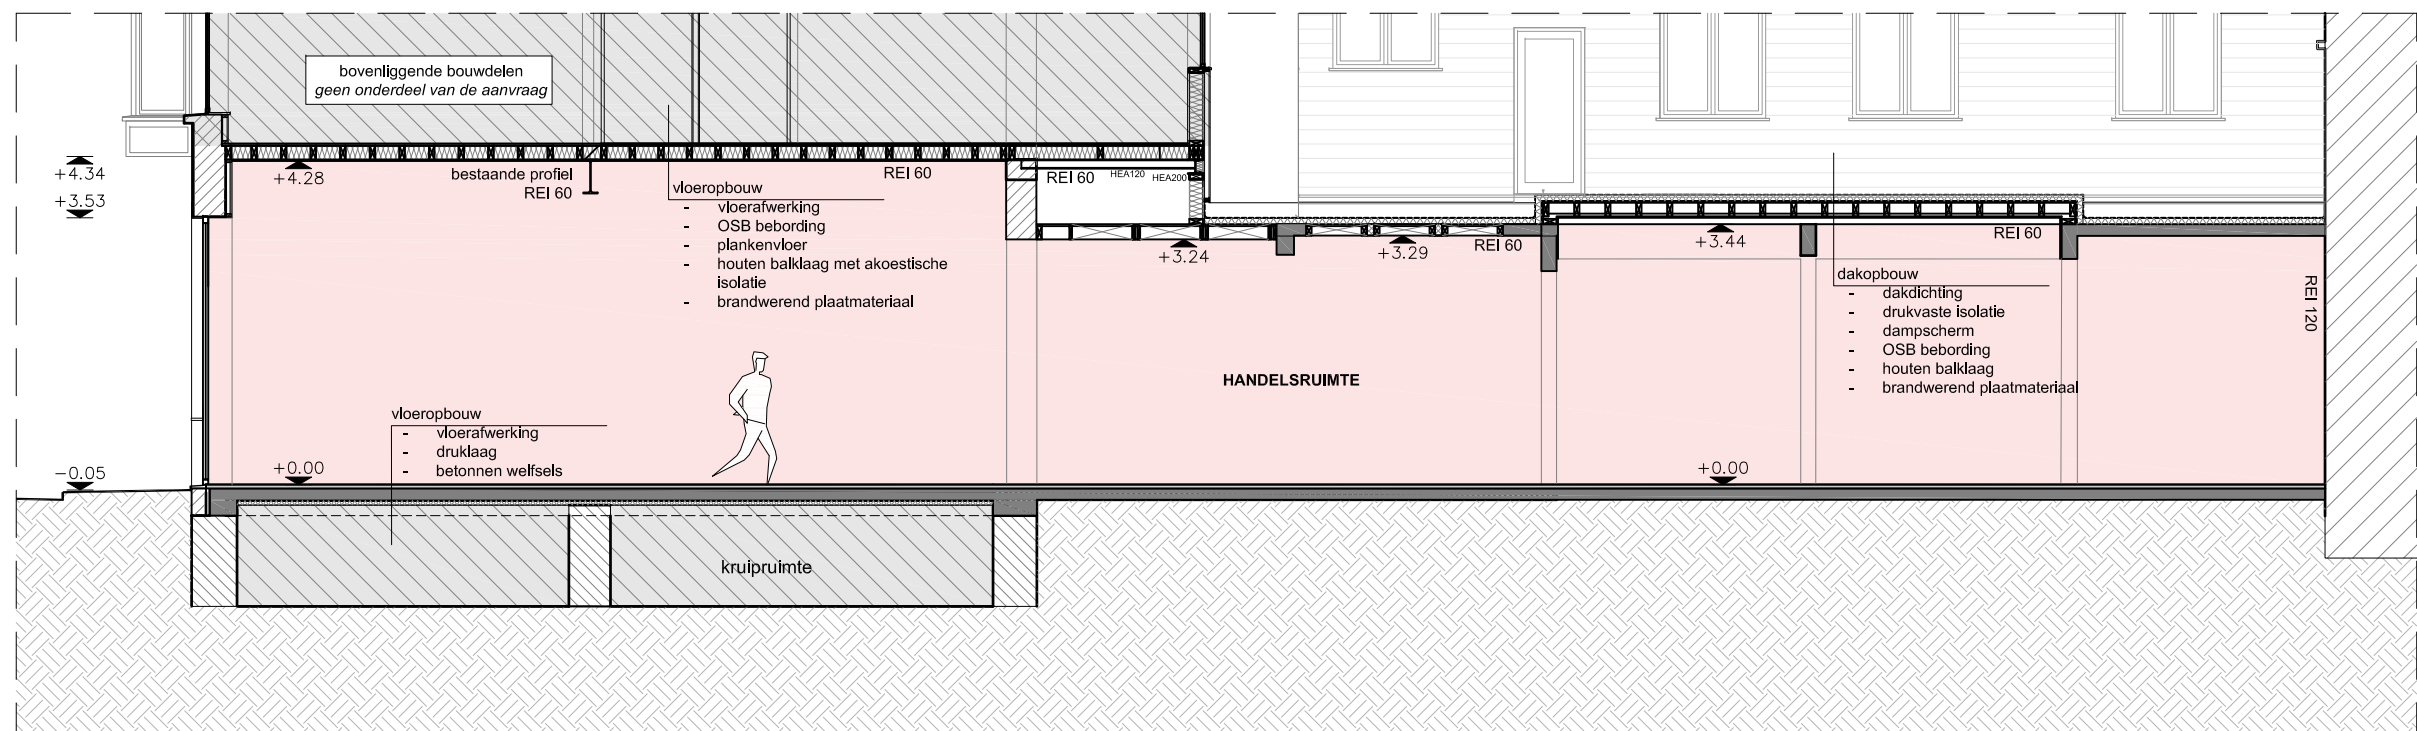 bovenliggende bouwdelen
geen onderdeel van de aanvraag
+4.34
+3.53
+4.28
bestaande profiel
REI 60
vloeropbouw
- vloerafwerking
- OSB bebording
- plankenvloer
- houten balklaag met akoestische
isolatie
- brandwerend plaatmateriaal
REI 60
REI 60
HEA120
HEA200
+3.24
+3.29
REI 60
+3.44
REI 60
dakopbouw
- dakdichting
- drukvaste isolatie
- dampscherm
- OSB bebording
- houten balklaag
- brandwerend plaatmateriaal
REI 120
HANDELSRUIMTE
vloeropbouw
- vloerafwerking
- druklaag
- betonnen welfsels
-0.05
+0.00
+0.00
kruipruimte